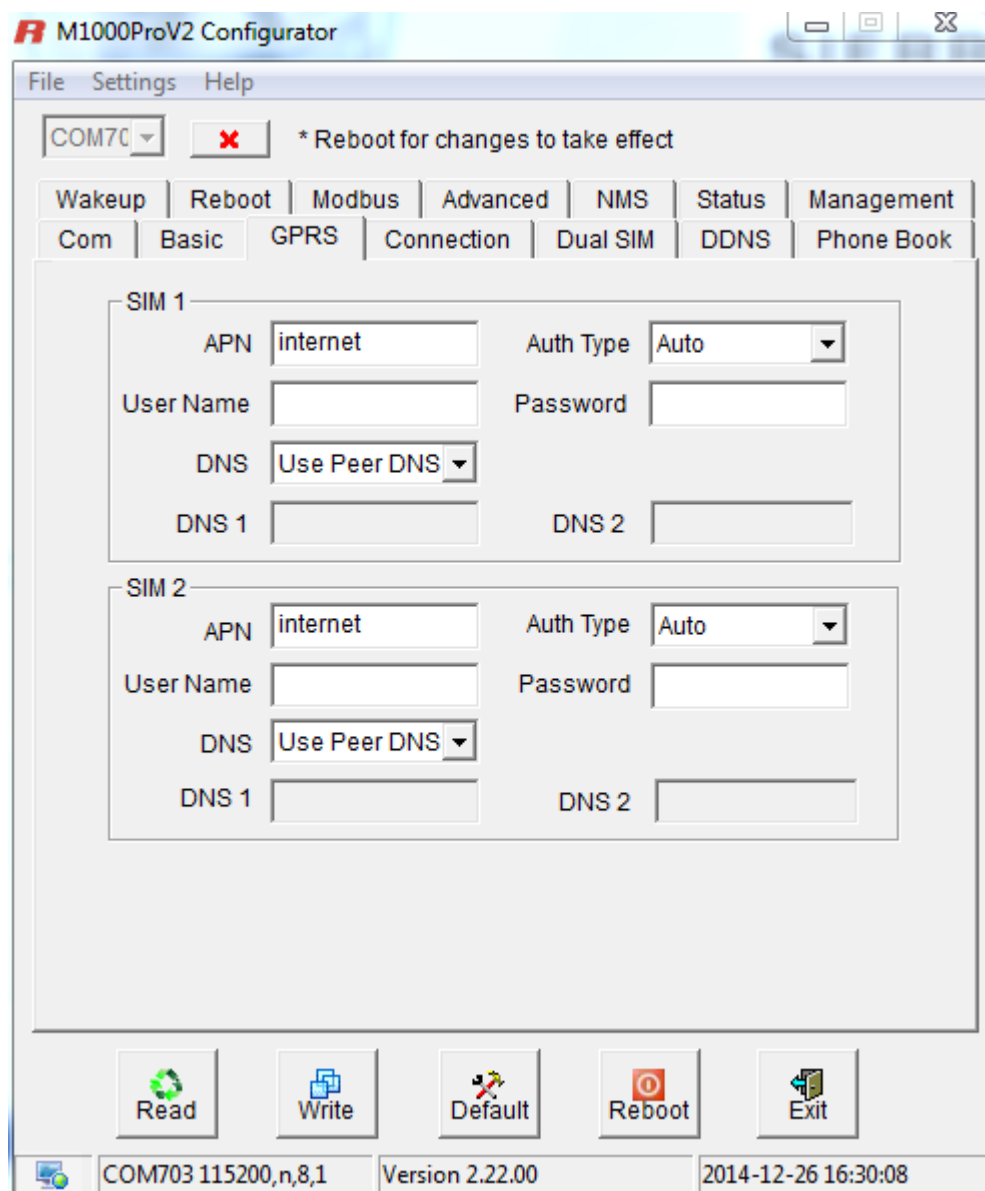 M1000ProV2 Configurator
File Settings Help
COM70 * Reboot for changes to take effect
Wakeup Reboot Modbus Advanced NMS Status Management
Com Basic GPRS Connection Dual SIM DDNS Phone Book
SIM 1
APN internet Auth Type Auto
User Name Password
DNS Use Peer DNS
DNS 1 DNS 2
SIM 2
APN internet Auth Type Auto
User Name Password
DNS Use Peer DNS
DNS 1 DNS 2
Read Write Default Reboot Exit
COM703 115200,n,8,1 Version 2.22.00 2014-12-26 16:30:08